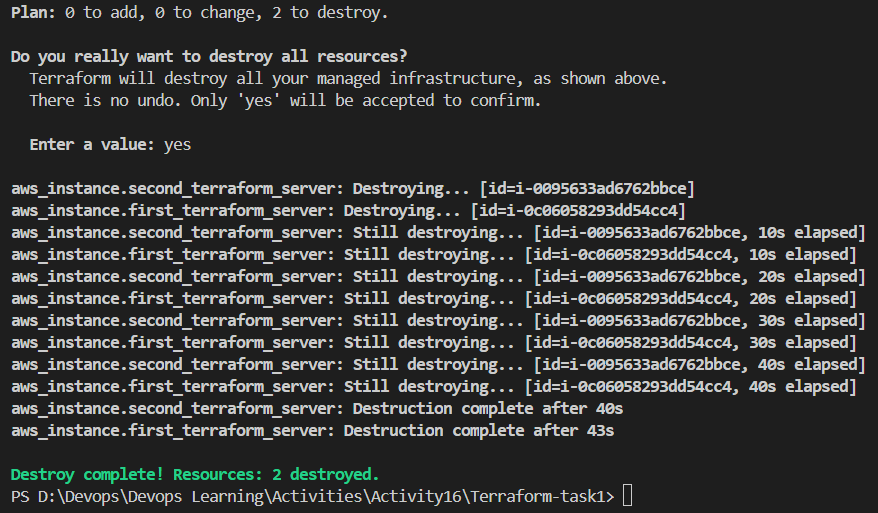 Plan: 0 to add, 0 to change, 2 to destroy.
Do you really want to destroy all resources?
Terraform will destroy all your managed infrastructure, as shown above.
There is no undo. Only 'yes' will be accepted to confirm.
Enter a value: yes
aws_instance.second_terraform_server: Destroying... [id=i-0095633ad6762bbce]
aws_instance.first_terraform_server: Destroying... [id=i-0c06058293dd54cc4]
aws_instance.second_terraform_server: Still destroying... [id=i-0095633ad6762bbce, 10s elapsed]
aws_instance.first_terraform_server: Still destroying... [id=i-0c06058293dd54cc4, 10s elapsed]
aws_instance.second_terraform_server: Still destroying... [id=i-0095633ad6762bbce, 20s elapsed]
aws_instance.first_terraform_server: Still destroying... [id=i-0c06058293dd54cc4, 20s elapsed]
aws_instance.second_terraform_server: Still destroying... [id=i-0095633ad6762bbce, 30s elapsed]
aws_instance.first_terraform_server: Still destroying... [id=i-0c06058293dd54cc4, 30s elapsed]
aws_instance.second_terraform_server: Still destroying... [id=i-0095633ad6762bbce, 40s elapsed]
aws_instance.first_terraform_server: Still destroying... [id=i-0c06058293dd54cc4, 40s elapsed]
aws_instance.second_terraform_server: Destruction complete after 40s
aws_instance.first_terraform_server: Destruction complete after 43s
Destroy complete! Resources: 2 destroyed.
PS D:\Devops\Devops Learning\Activities\Activity16\Terraform-task1>